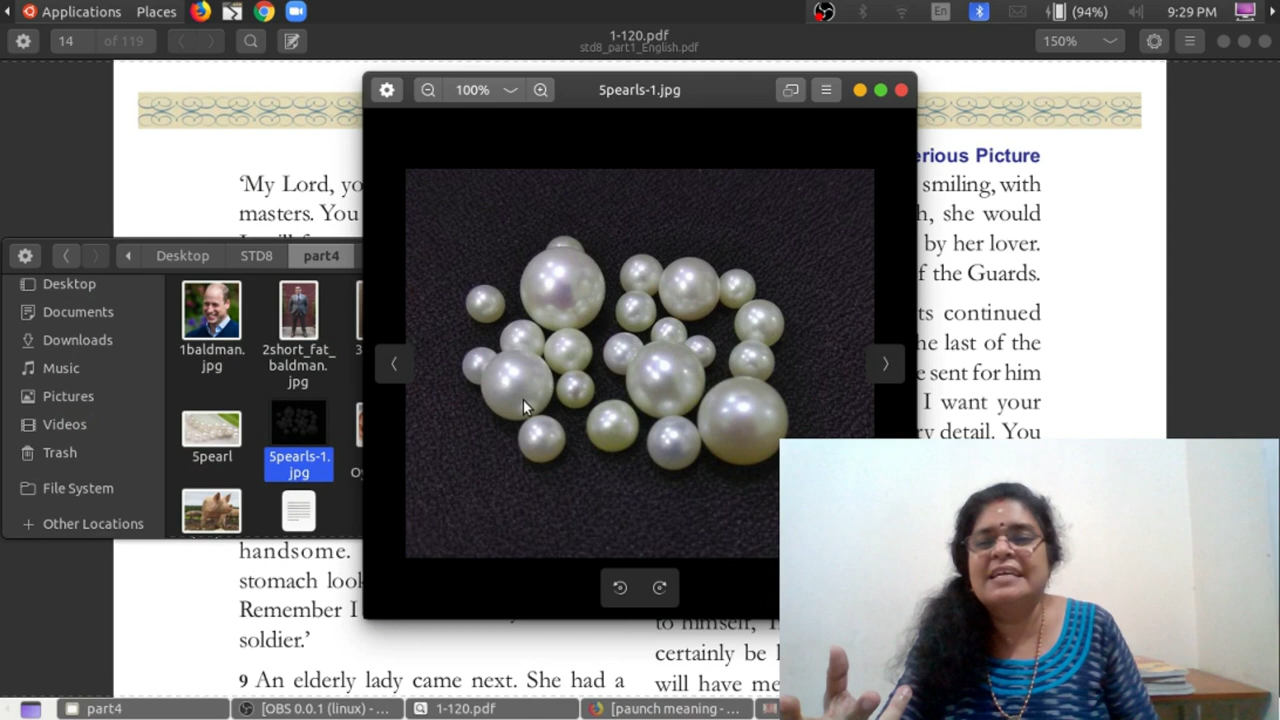 Applications Places
En
(94%)
9:29 PM
14 of 119
1-120.pdf
std8_part1_English.pdf
150%
100%
5pearls-1.jpg
erious Picture
'My Lord, yo
masters. You
smiling, with
h, she would
by her lover.
f the Guards.
ts continued
he last of the
e sent for him
I want your
ry detail. You
Desktop STD8 part4
Desktop
Documents
Downloads
Music
Pictures
Videos
Trash
File System
+ Other Locations
1baldman.
jpg
2short_fat_
baldman.
jpg
3
5pearl
5pearls-1.
jpg
handsome.
stomach look
Remember I
soldier.'
9 An elderly lady came next. She had a
to himself,
certainly be
will have me
part4
[OBS 0.0.1 (linux) - ...
1-120.pdf
[paunch meaning - ...